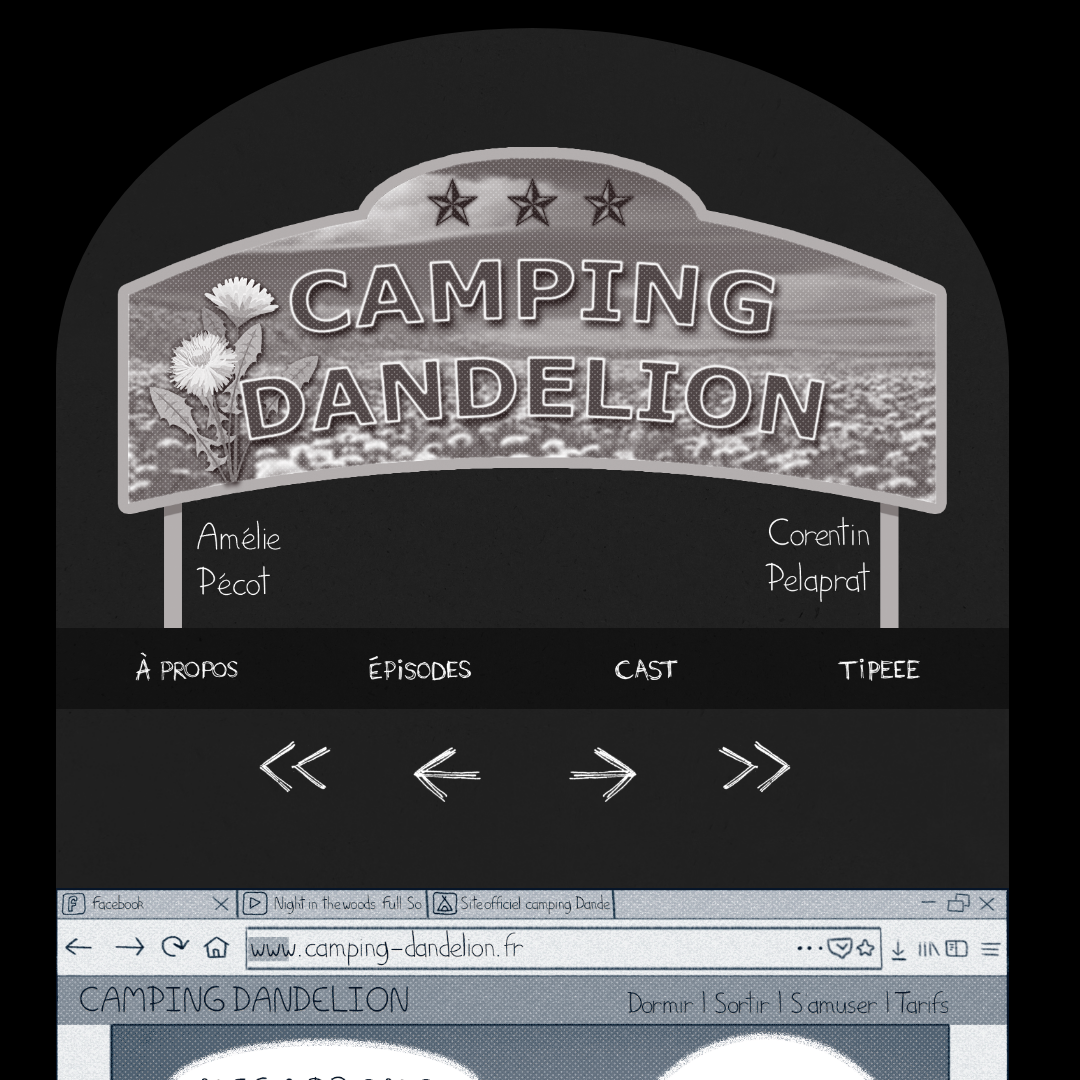 CAMPING
DANDELION
Amélie
Pécot
Corentin
Pelaprat
À PROPOS
ÉPiSODES
CAST
TiPEEE
Facebook
Night in the woods Full So
Site officiel camping Dande
www.camping-dandelion.fr
CAMPING DANDELION
Dormir | Sortir | S'amuser | Tarifs